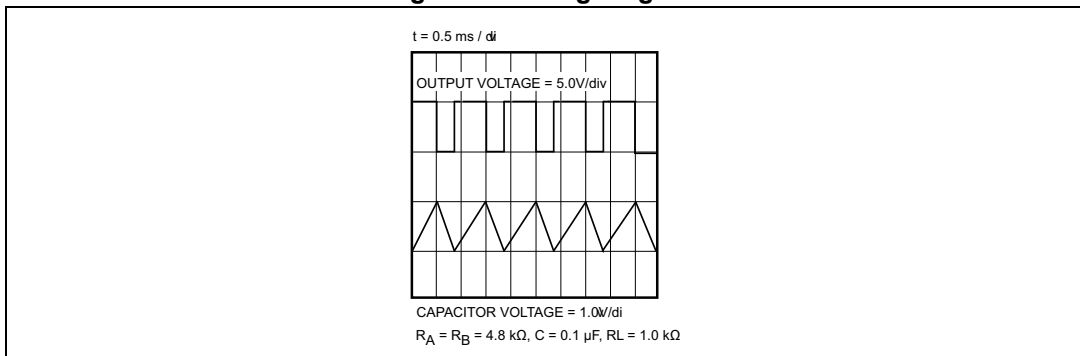 t = 0.5 ms / div
OUTPUT VOLTAGE = 5.0V/div
CAPACITOR VOLTAGE = 1.0V/di
RA = RB = 4.8 kΩ, C = 0.1 µF, RL = 1.0 kΩ